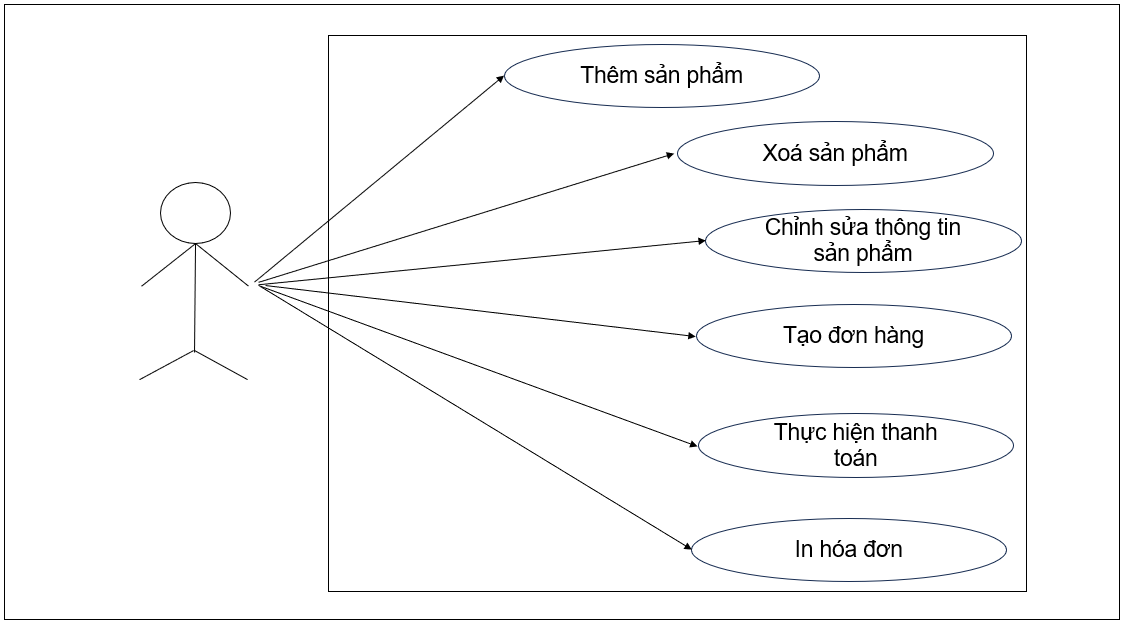 Thêm sản phẩm
Xoá sản phẩm
Chỉnh sửa thông tin
sản phẩm
Tạo đơn hàng
Thực hiện thanh
toán
In hóa đơn